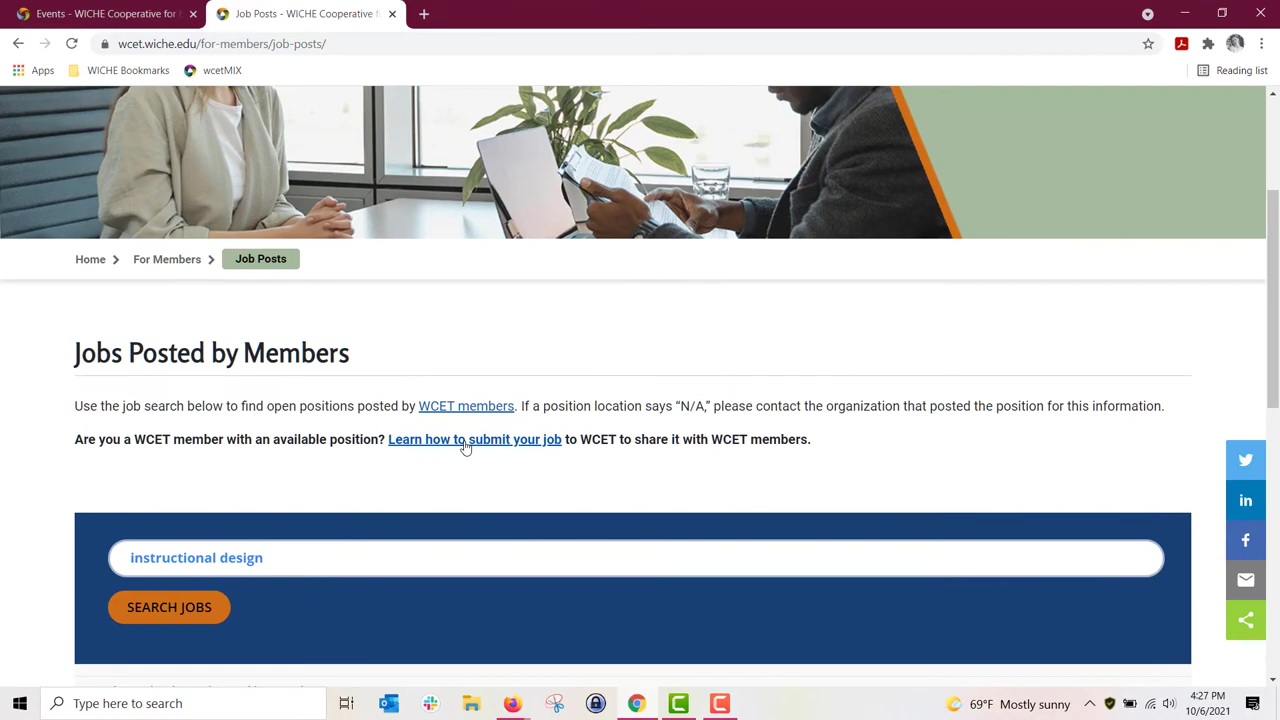 Events - WICHE Cooperative for
Job Posts - WICHE Cooperative f
wcet.wiche.edu/for-members/job-posts/
Apps
WICHE Bookmarks
wcetMIX
Reading list
Home
For Members
Job Posts
Jobs Posted by Members
Use the job search below to find open positions posted by WCET members. If a position location says “N/A,” please contact the organization that posted the position for this information.
Are you a WCET member with an available position? Learn how to submit your job to WCET to share it with WCET members.
instructional design
SEARCH JOBS
Type here to search
69°F Mostly sunny
4:27 PM
10/6/2021